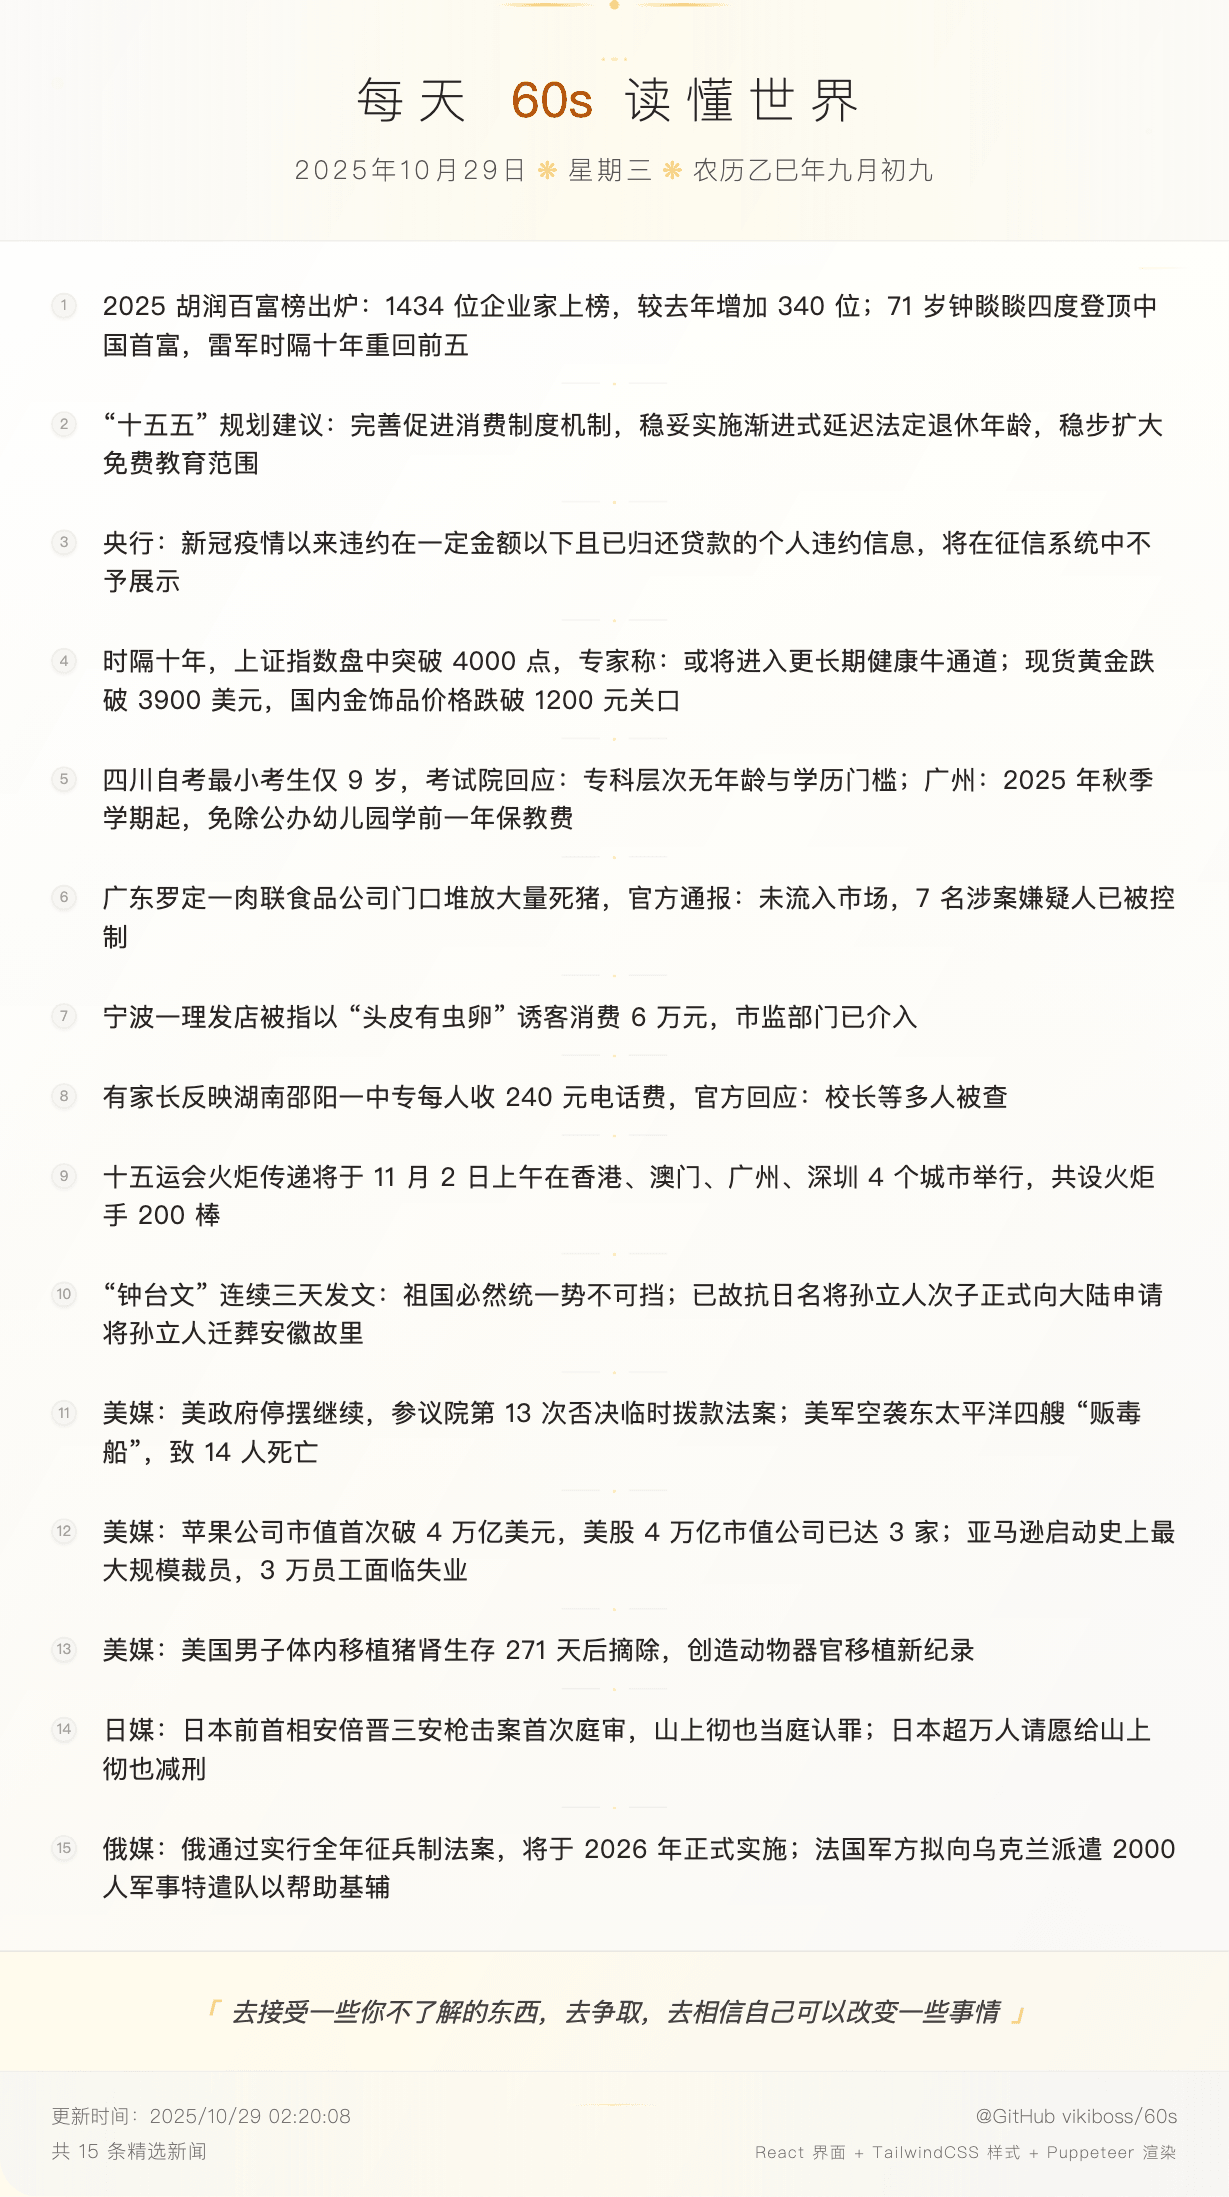 每天 60s 读懂世界
2025年10月29日 ❋ 星期三 ❋ 农历乙巳年九月初九
1 2025 胡润百富榜出炉：1434 位企业家上榜，较去年增加 340 位；71 岁钟睒睒四度登顶中
国首富，雷军时隔十年重回前五
2 “十五五” 规划建议：完善促进消费制度机制，稳妥实施渐进式延迟法定退休年龄，稳步扩大
免费教育范围
3 央行：新冠疫情以来违约在一定金额以下且已归还贷款的个人违约信息，将在征信系统中不
予展示
4 时隔十年，上证指数盘中突破 4000 点，专家称：或将进入更长期健康牛通道；现货黄金跌
破 3900 美元，国内金饰品价格跌破 1200 元关口
5 四川自考最小考生仅 9 岁，考试院回应：专科层次无年龄与学历门槛；广州：2025 年秋季
学期起，免除公办幼儿园学前一年保教费
6 广东罗定一肉联食品公司门口堆放大量死猪，官方通报：未流入市场，7 名涉案嫌疑人已被控
制
7 宁波一理发店被指以 “头皮有虫卵” 诱客消费 6 万元，市监部门已介入
8 有家长反映湖南邵阳一中专每人收 240 元电话费，官方回应：校长等多人被查
9 十五运会火炬传递将于 11 月 2 日上午在香港、澳门、广州、深圳 4 个城市举行，共设火炬
手 200 棒
10 “钟台文” 连续三天发文：祖国必然统一势不可挡；已故抗日名将孙立人次子正式向大陆申请
将孙立人迁葬安徽故里
11 美媒：美政府停摆继续，参议院第 13 次否决临时拨款法案；美军空袭东太平洋四艘 “贩毒
船”，致 14 人死亡
12 美媒：苹果公司市值首次破 4 万亿美元，美股 4 万亿市值公司已达 3 家；亚马逊启动史上最
大规模裁员，3 万员工面临失业
13 美媒：美国男子体内移植猪肾生存 271 天后摘除，创造动物器官移植新纪录
14 日媒：日本前首相安倍晋三安枪击案首次庭审，山上彻也当庭认罪；日本超万人请愿给山上
彻也减刑
15 俄媒：俄通过实行全年征兵制法案，将于 2026 年正式实施；法国军方拟向乌克兰派遣 2000
人军事特遣队以帮助基辅
「 去接受一些你不了解的东西，去争取，去相信自己可以改变一些事情 」
更新时间：2025/10/29 02:20:08
@GitHub vikiboss/60s
共 15 条精选新闻
React 界面 + TailwindCSS 样式 + Puppeteer 渲染